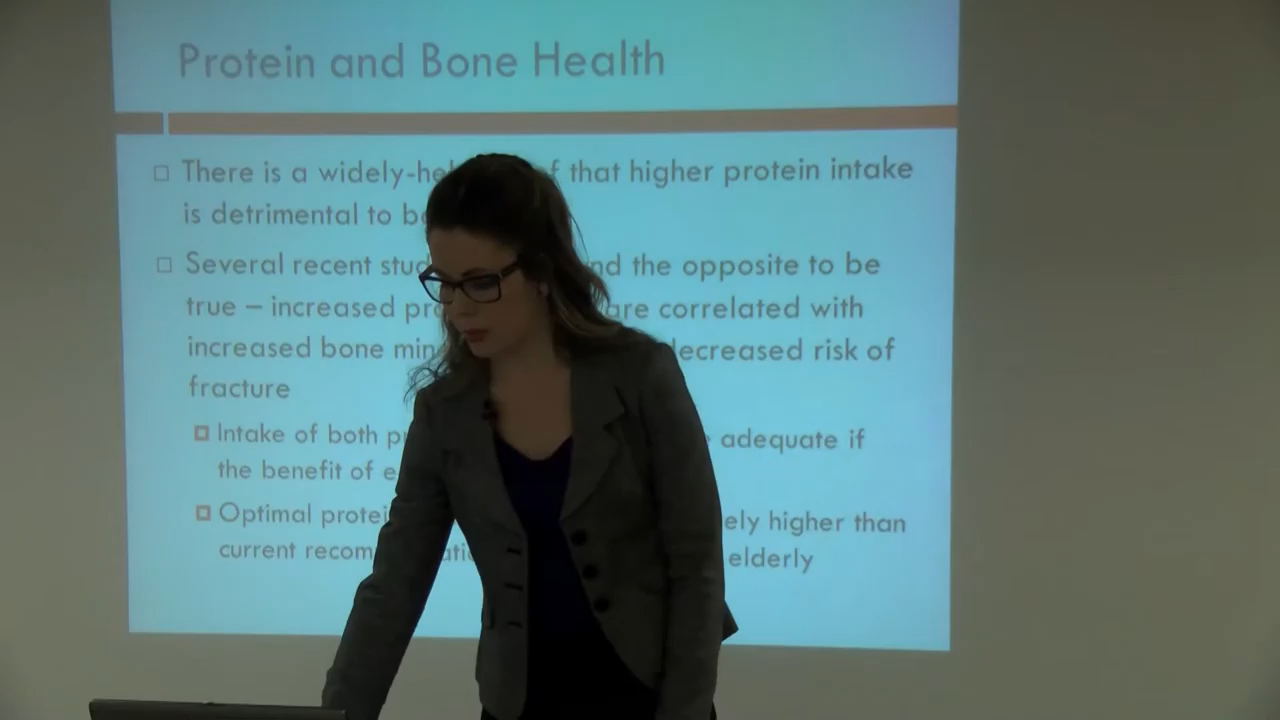 Protein and Bone Health
There is a widely-he that higher protein intake
is detrimental to b
Several recent stud nd the opposite to be
true – increased pr are correlated with
increased bone min decreased risk of
fracture
Intake of both p adequate if
the benefit of e
Optimal protei ely higher than
current recom elderly